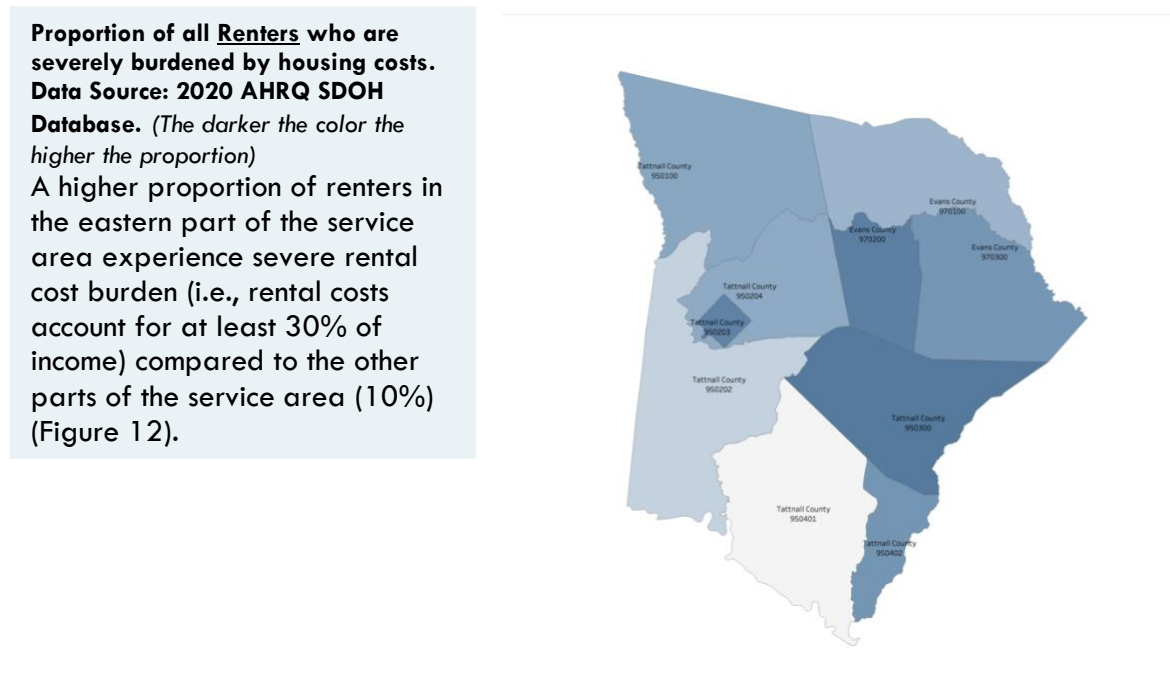 Proportion of all Renters who are
severely burdened by housing costs.
Data Source: 2020 AHRQ SDOH
Database. (The darker the color the
higher the proportion)
A higher proportion of renters in
the eastern part of the service
area experience severe rental
cost burden (i.e., rental costs
account for at least 30% of
income) compared to the other
parts of the service area (10%)
(Figure 12).
Tattnall County
950100
Evans County
970100
Evans County
970200
Evans County
970300
Tattnall County
950204
Tattnall County
950203
Tattnall County
950202
Tattnall County
950300
Tattnall County
950401
Tattnall County
950402